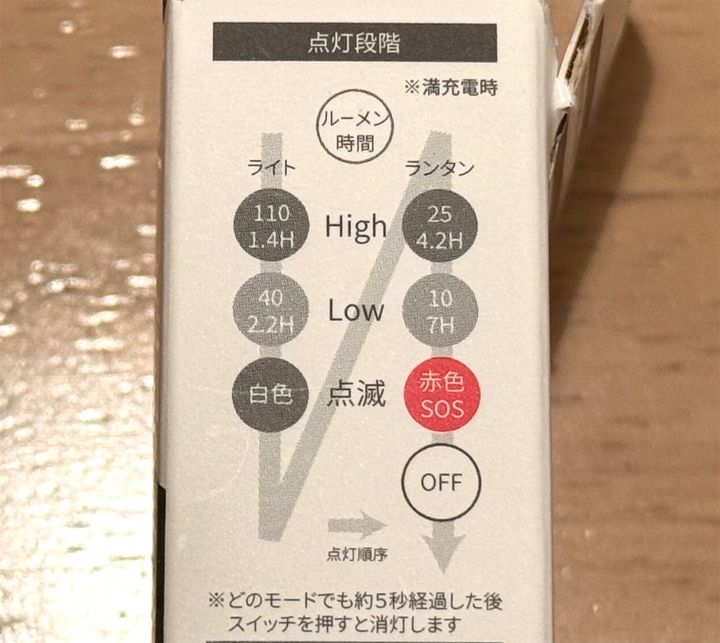 点灯段階
※満充電時
ルーメン
時間
ライト
ランタン
110
1.4H
High
25
4.2H
40
2.2H
Low
10
7H
白色
点滅
赤色
SOS
OFF
点灯順序
※どのモードでも約5秒経過した後
スイッチを押すと消灯します